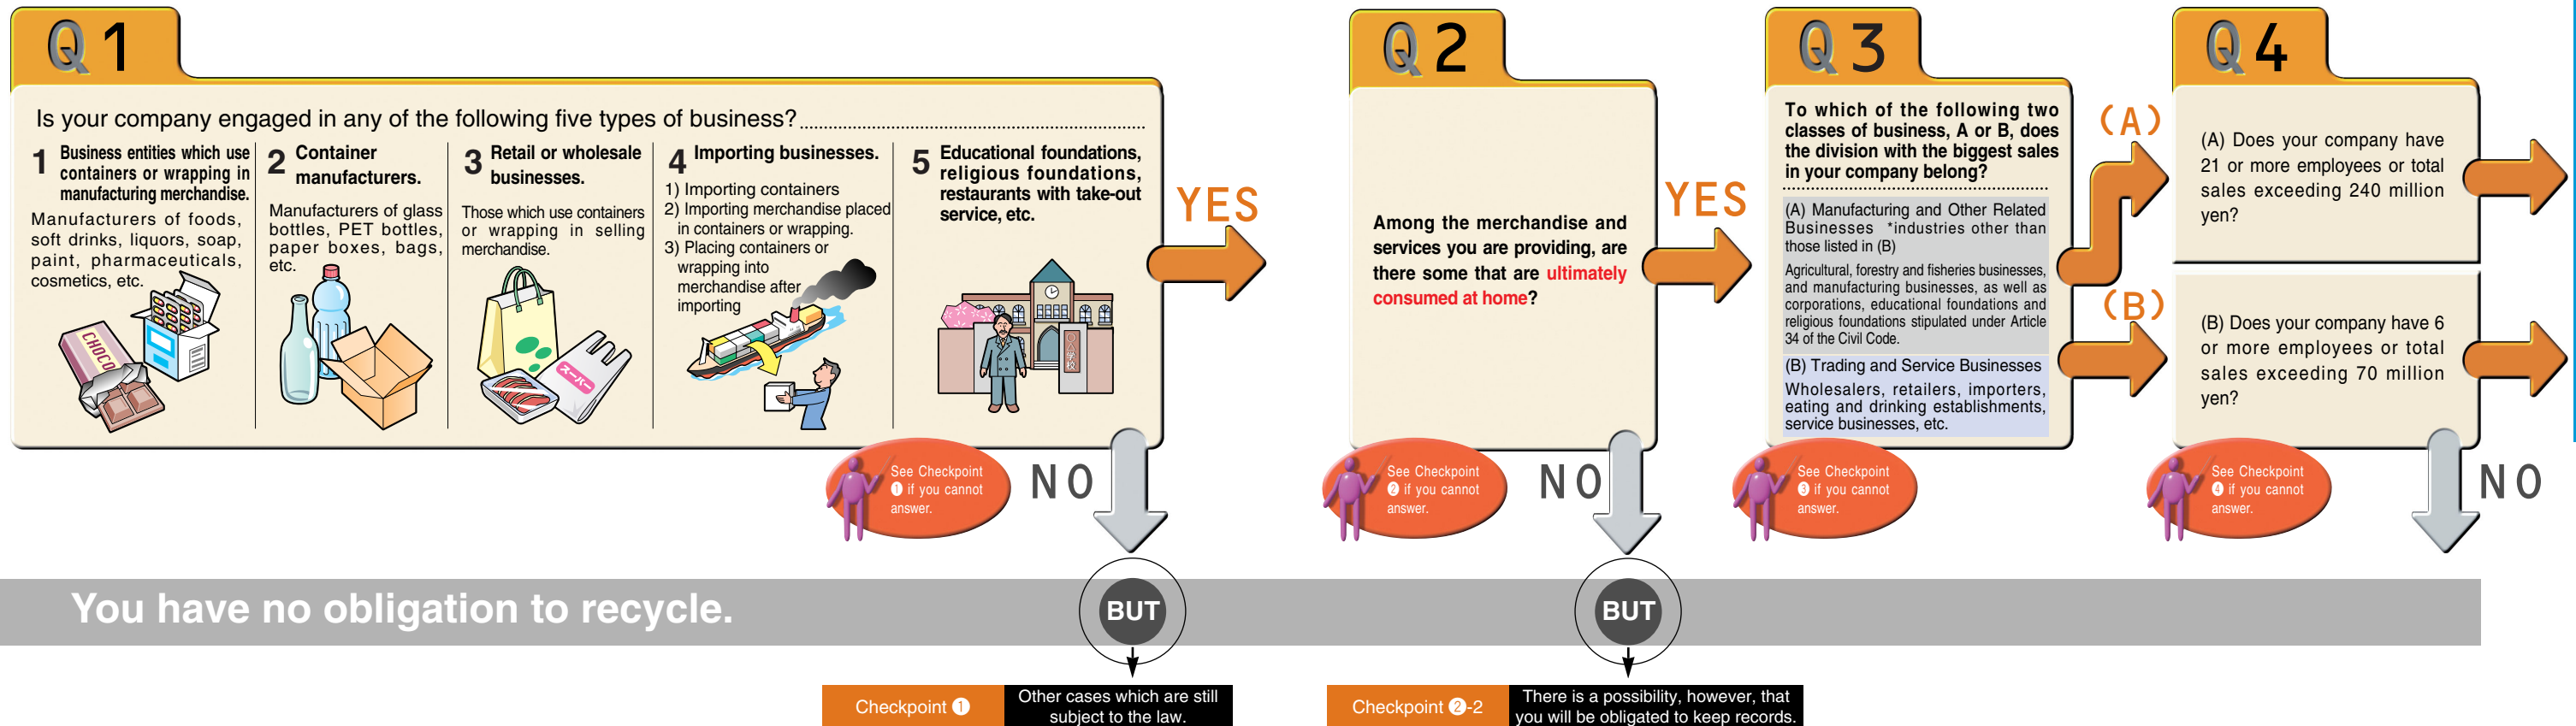 Q1
Is your company engaged in any of the following five types of business?
1 Business entities which use
containers or wrapping in
manufacturing merchandise.
Manufacturers of foods,
soft drinks, liquors, soap,
paint, pharmaceuticals,
cosmetics, etc.
CHOCO
2 Container
manufacturers.
Manufacturers of glass
bottles, PET bottles,
paper boxes, bags,
etc.
3 Retail or wholesale
businesses.
Those which use containers
or wrapping in selling
merchandise.
スーパー
4 Importing businesses.
1) Importing containers
2) Importing merchandise placed
in containers or wrapping.
3) Placing containers or
wrapping into
merchandise after
importing
5 Educational foundations,
religious foundations,
restaurants with take-out
service, etc.
学校
See Checkpoint
1 if you cannot
answer.
YES
NO
Q2
Among the merchandise and
services you are providing, are
there some that are ultimately
consumed at home?
See Checkpoint
2 if you cannot
answer.
YES
NO
Q3
To which of the following two
classes of business, A or B, does
the division with the biggest sales
in your company belong?
(A) Manufacturing and Other Related
Businesses *industries other than
those listed in (B)
Agricultural, forestry and fisheries businesses,
and manufacturing businesses, as well as
corporations, educational foundations and
religious foundations stipulated under Article
34 of the Civil Code.
(B) Trading and Service Businesses
Wholesalers, retailers, importers,
eating and drinking establishments,
service businesses, etc.
See Checkpoint
3 if you cannot
answer.
(A)
(B)
Q4
(A) Does your company have
21 or more employees or total
sales exceeding 240 million
yen?
(B) Does your company have 6
or more employees or total
sales exceeding 70 million
yen?
See Checkpoint
4 if you cannot
answer.
NO
You have no obligation to recycle.
BUT
BUT
Checkpoint 1
Other cases which are still
subject to the law.
Checkpoint 2-2
There is a possibility, however, that
you will be obligated to keep records.